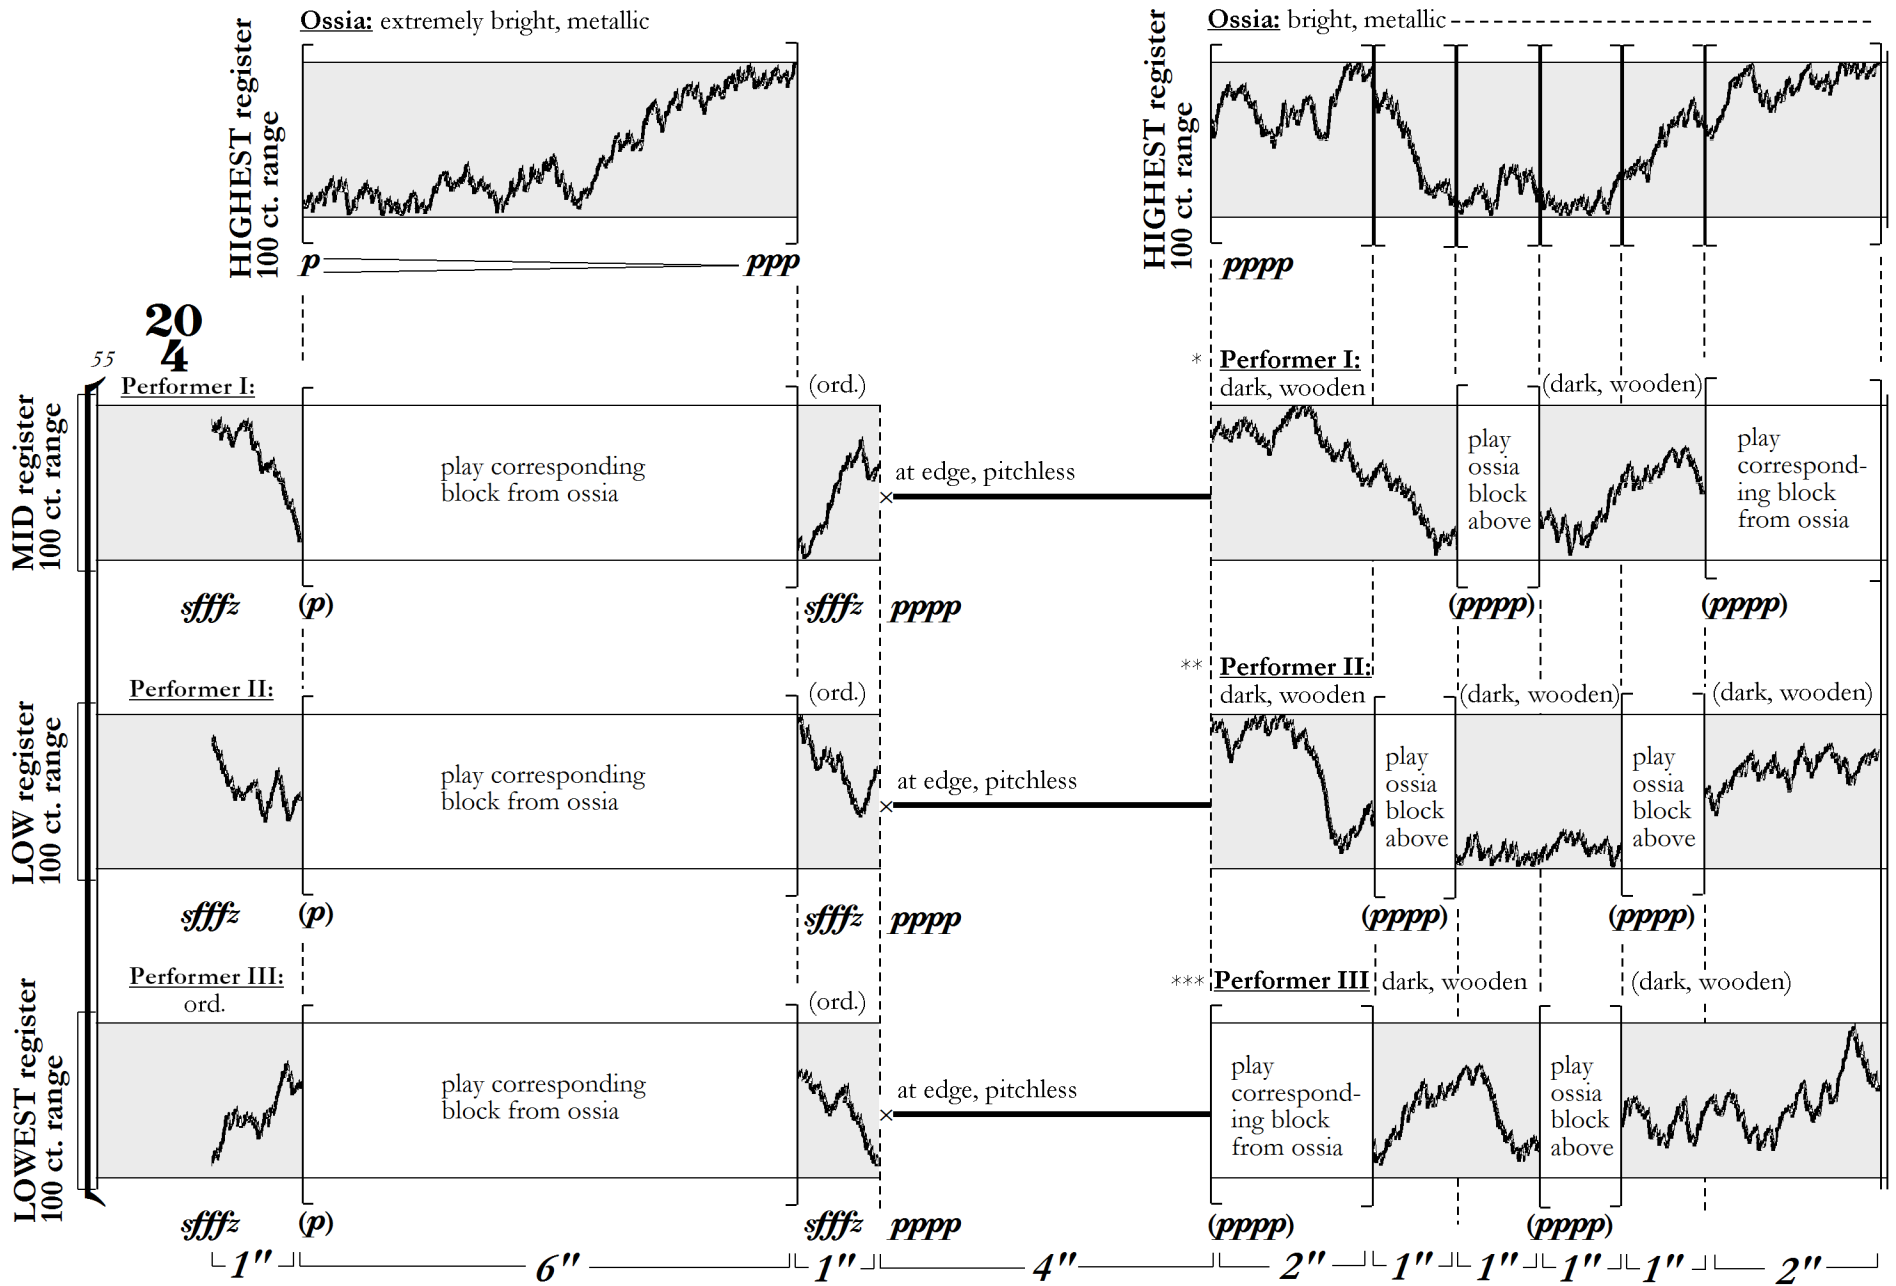 Ossia: extremely bright, metallic
Ossia: bright, metallic
HIGHEST register
100 ct. range
HIGHEST register
100 ct. range
p
ppp
pppp
20
4
55
Performer I:
(ord.)
*
Performer I:
dark, wooden
(dark, wooden)
MID register
100 ct. range
play corresponding
block from ossia
at edge, pitchless
play
ossia
block
above
play
correspond-
ing block
from ossia
sfffz
(p)
sfffz
pppp
(pppp)
(pppp)
Performer II:
(ord.)
**
Performer II:
dark, wooden
(dark, wooden)
(dark, wooden)
LOW register
100 ct. range
play corresponding
block from ossia
at edge, pitchless
play
ossia
block
above
play
ossia
block
above
sfffz
(p)
sfffz
pppp
(pppp)
(pppp)
Performer III:
ord.
(ord.)
***
Performer III
dark, wooden
(dark, wooden)
LOWEST register
100 ct. range
play corresponding
block from ossia
at edge, pitchless
play
correspond-
ing block
from ossia
play
ossia
block
above
sfffz
(p)
sfffz
pppp
(pppp)
(pppp)
1" 6" 1" 4" 2" 1" 1" 1" 1" 2"